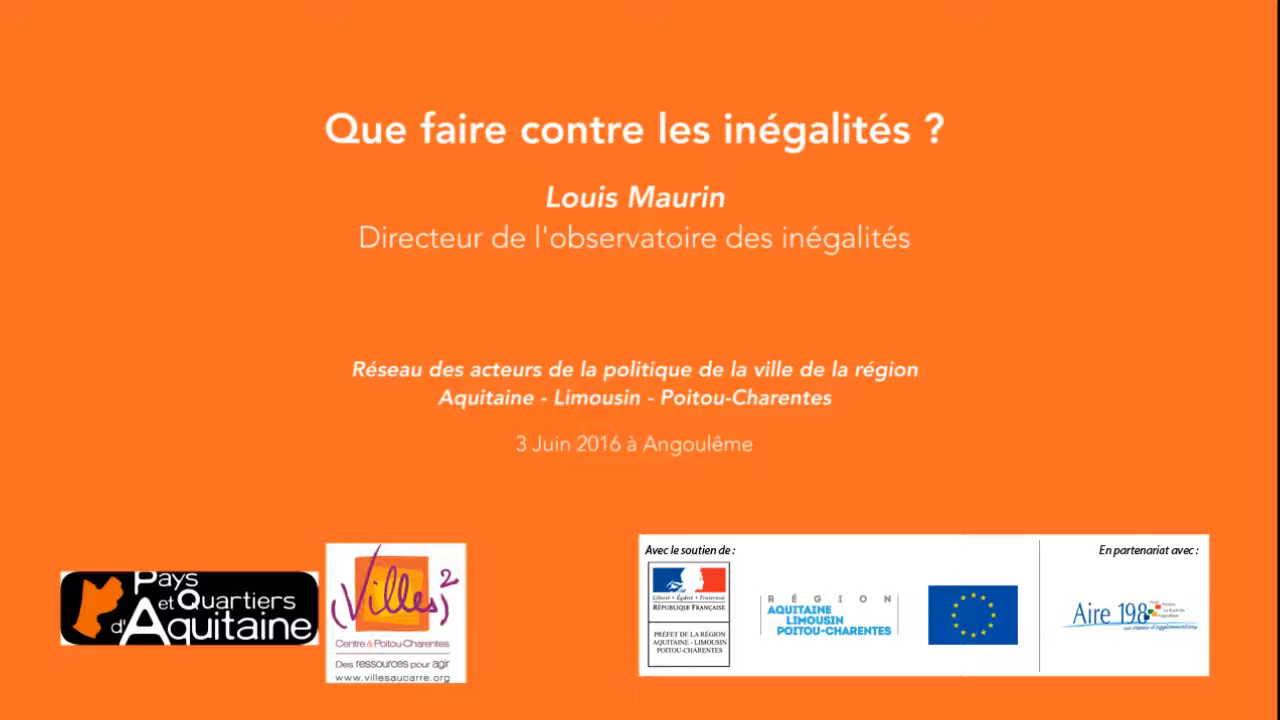 Que faire contre les inégalités ?
Louis Maurin
Directeur de l'observatoire des inégalités
Réseau des acteurs de la politique de la ville de la région
Aquitaine - Limousin - Poitou-Charentes
3 Juin 2016 à Angoulême
Pays
et Quartiers
d'Aquitaine
(Villes)²
Centre & Poitou-Charentes
Des ressources pour agir
www.villesaucarre.org
Avec le soutien de :
Liberté • Égalité • Fraternité
RÉPUBLIQUE FRANÇAISE
PRÉFET DE LA RÉGION
AQUITAINE - LIMOUSIN
POITOU-CHARENTES
RÉGION
AQUITAINE
LIMOUSIN
POITOU-CHARENTES
En partenariat avec :
Aire 198